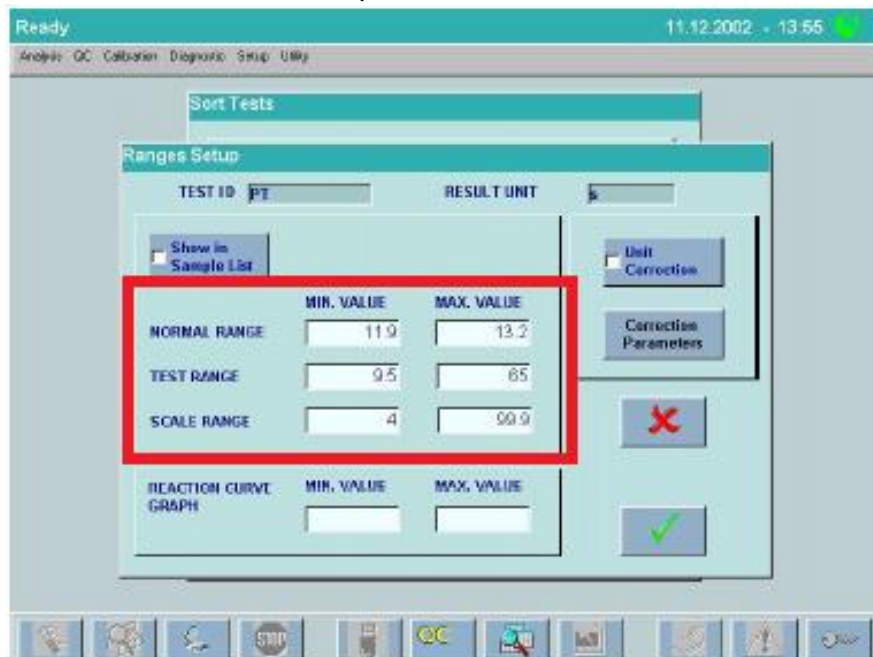 Ready 11.12.2002 - 13:55
Analysis QC Calibration Diagnostic Setup Utility
Sort Tests
Ranges Setup
TEST ID PT RESULT UNIT s
Show in
Sample List
Unit
Correction
MIN. VALUE MAX. VALUE
NORMAL RANGE 11.9 13.2
Correction
Parameters
TEST RANGE 9.5 65
SCALE RANGE 4 99.9
REACTION CURVE
GRAPH
MIN. VALUE MAX. VALUE
STOP QC